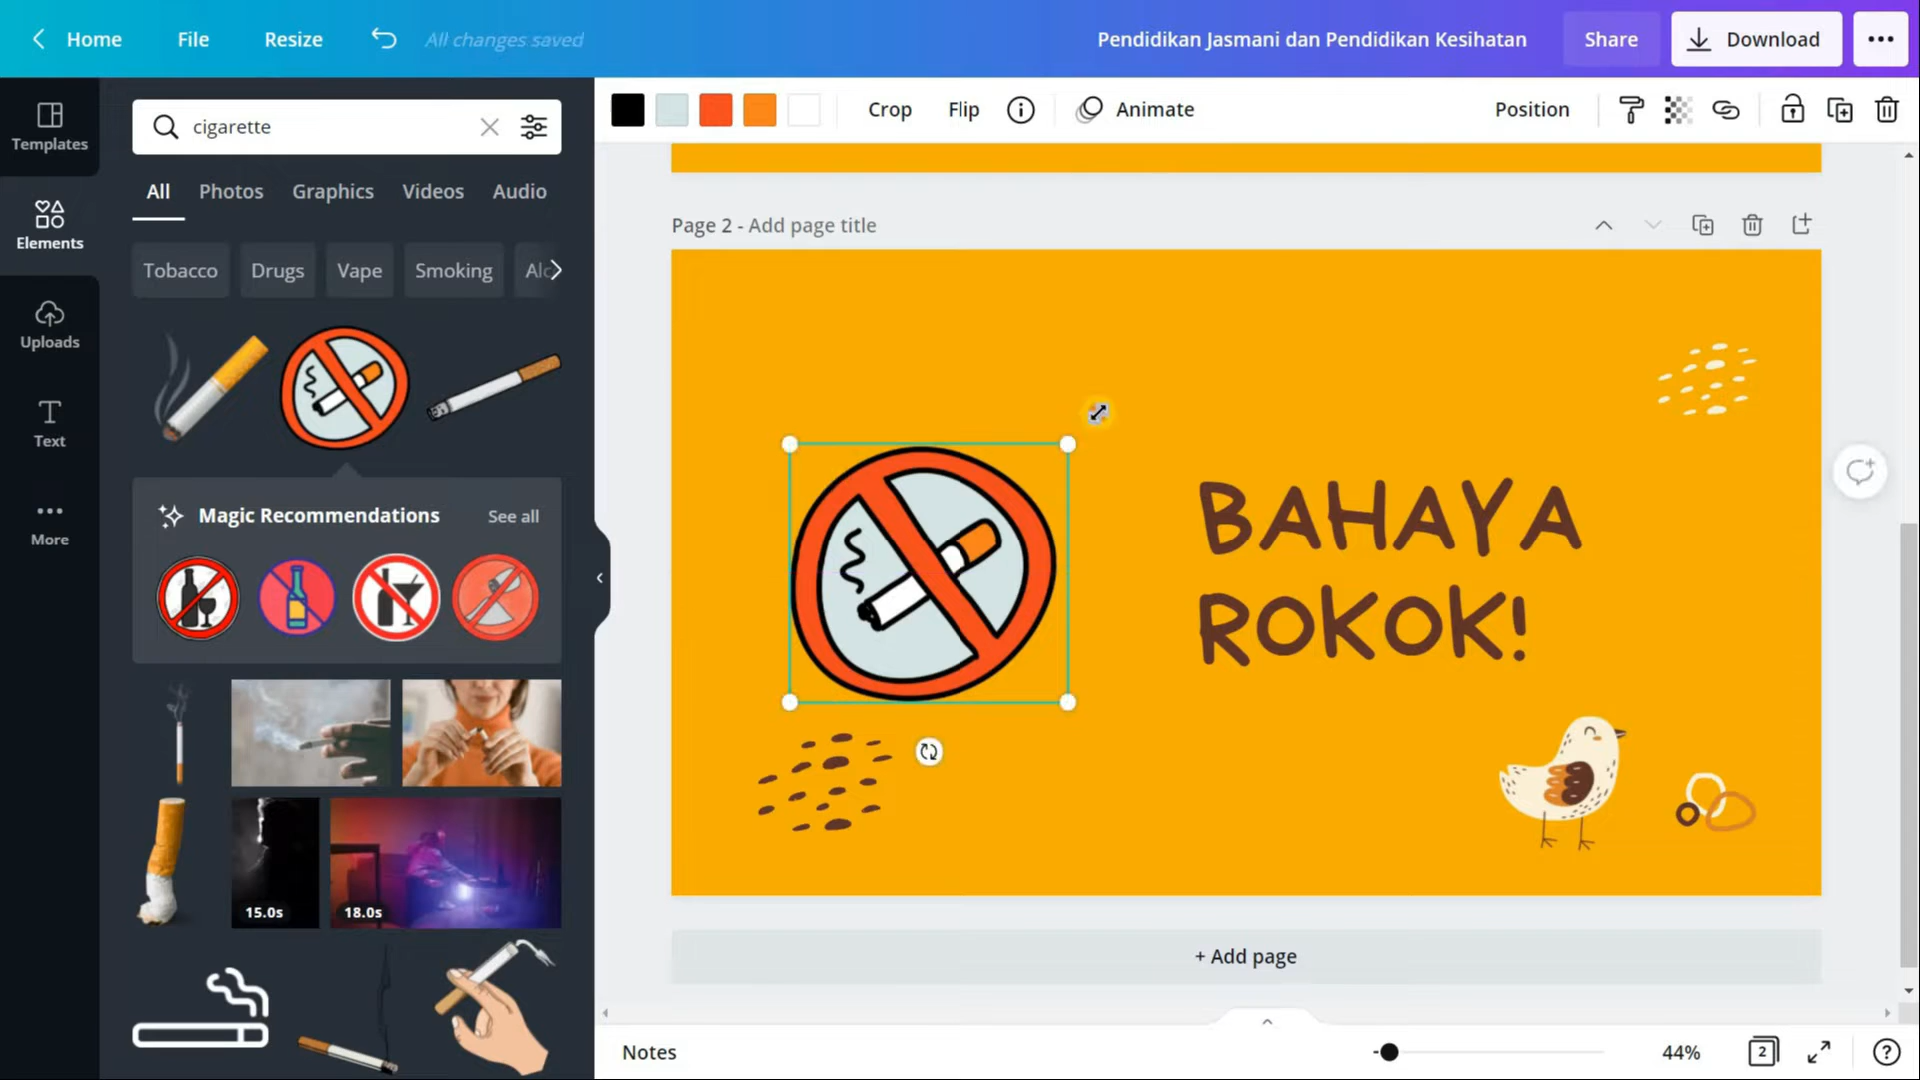 Home File Resize All changes saved Pendidikan Jasmani dan Pendidikan Kesihatan Share Download
Templates
Elements
Uploads
Text
More
cigarette
All Photos Graphics Videos Audio
Tobacco Drugs Vape Smoking
Magic Recommendations See all
15.0s 18.0s
Crop Flip Animate Position
Page 2 - Add page title
BAHAYA
ROKOK!
+ Add page
Notes 44% 2